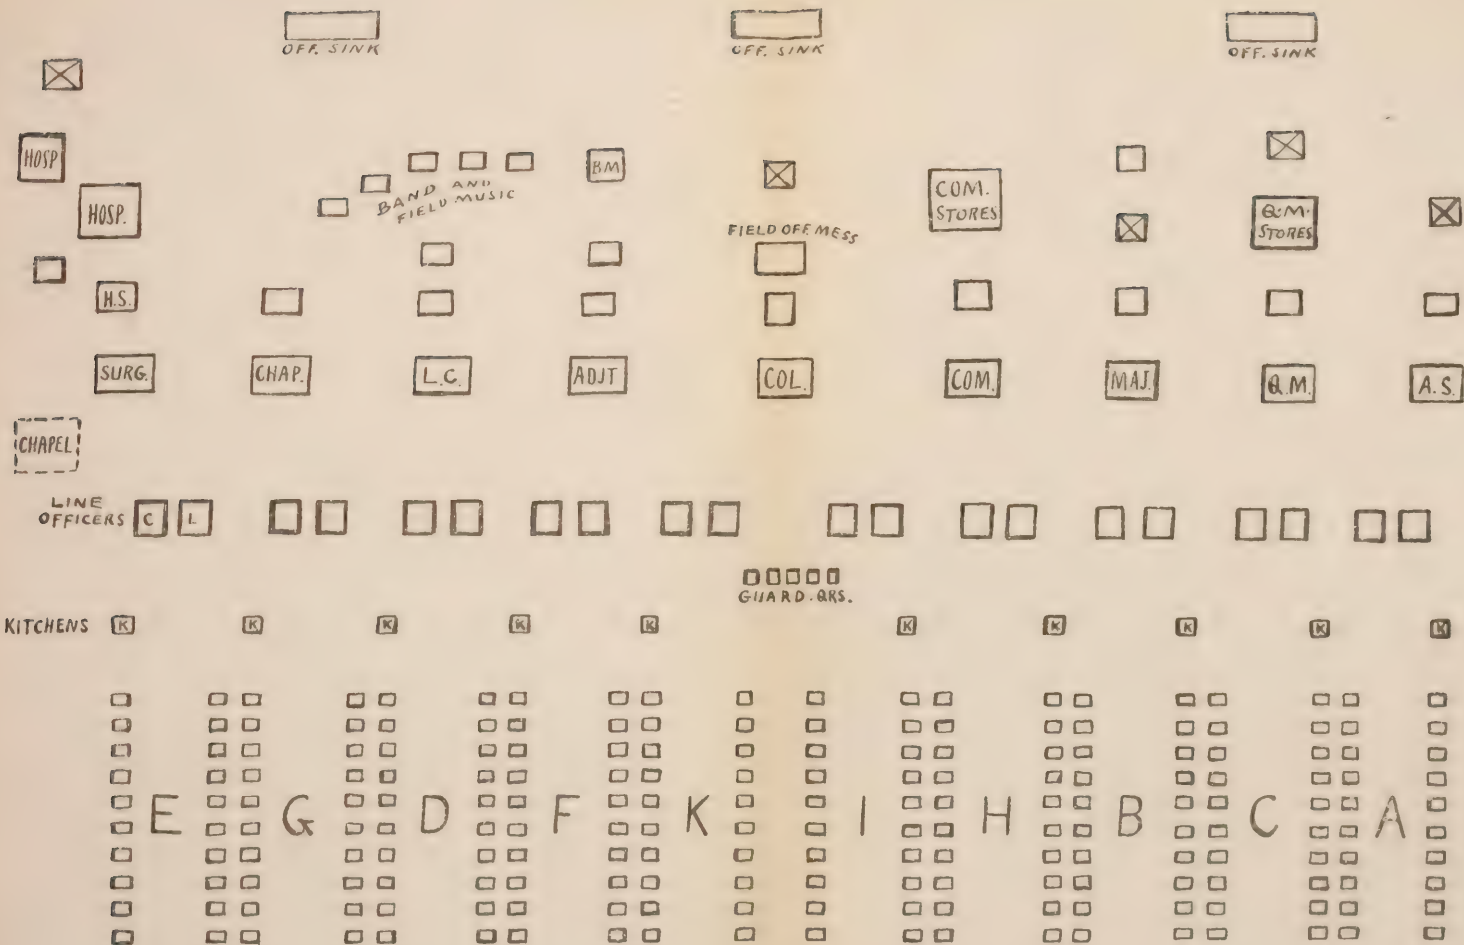 OFF. SINK
OFF. SINK
OFF. SINK
HOSP
HOSP.
BAND AND
FIELD MUSIC
BM
COM.
STORES
Q.M.
STORES
FIELD OFF. MESS
H.S.
SURG.
CHAP.
L.C.
ADJT
COL.
COM.
MAJ.
Q.M.
A.S.
CHAPEL
LINE
OFFICERS
C
L
GUARD. QRS.
KITCHENS
K
K
K
K
K
K
K
K
K
K
E
G
D
F
K
I
H
B
C
A